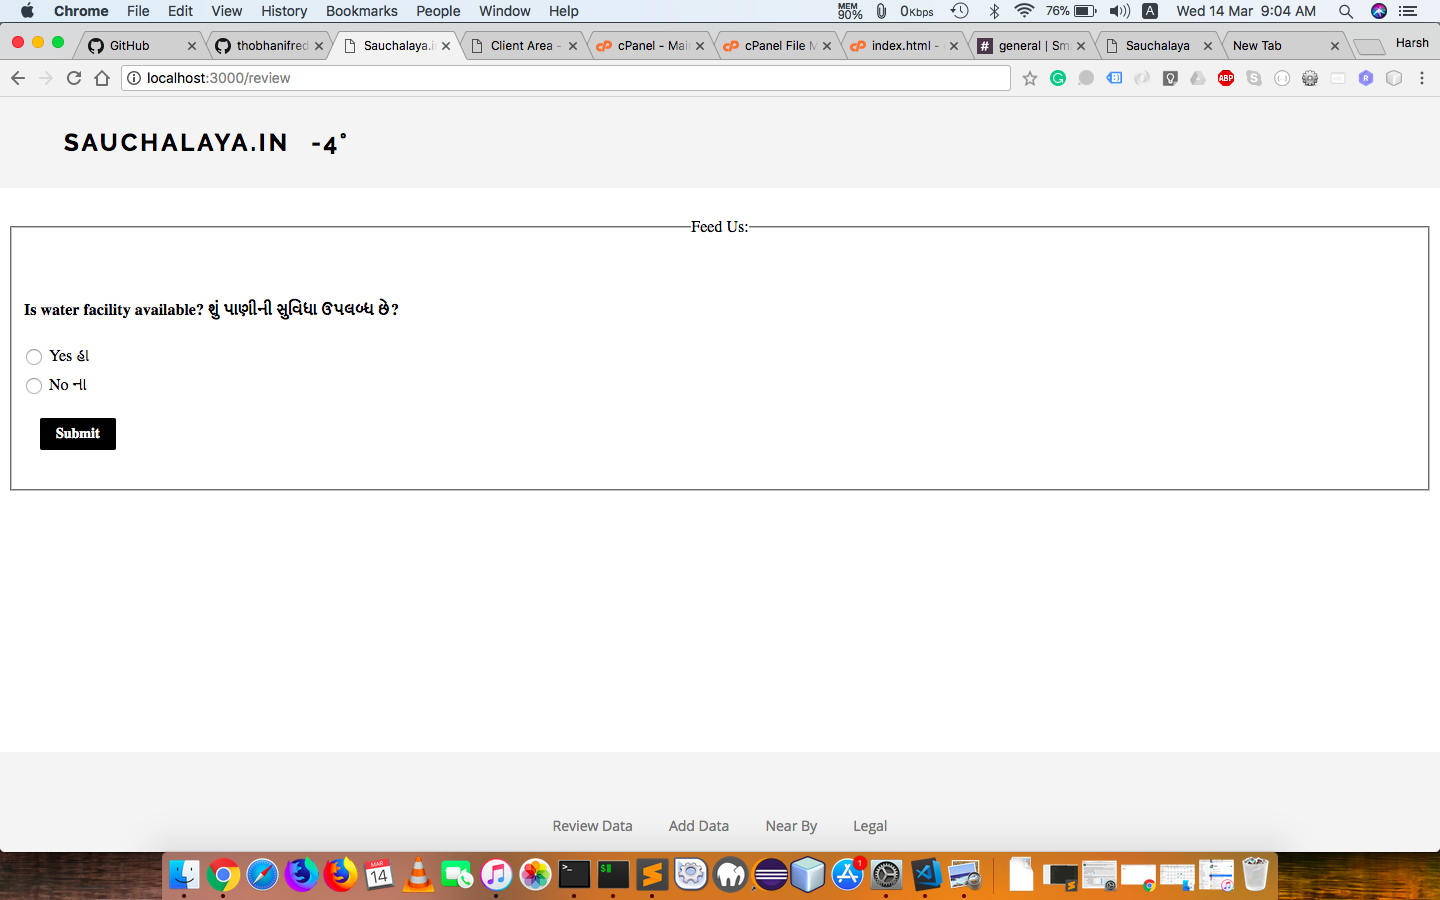 Chrome File Edit View History Bookmarks People Window Help MEM 90% 0Kbps 76% A Wed 14 Mar 9:04 AM
GitHub thobhanifred Sauchalaya.i Client Area - cPanel - Mai cPanel File M index.html - general | Sm Sauchalaya New Tab Harsh
localhost:3000/review
SAUCHALAYA.IN -4°
Feed Us:
Is water facility available? શું પાણીની સુવિધા ઉપલબ્ધ છે?
Yes હા
No ના
Submit
Review Data Add Data Near By Legal
MAR
14
1